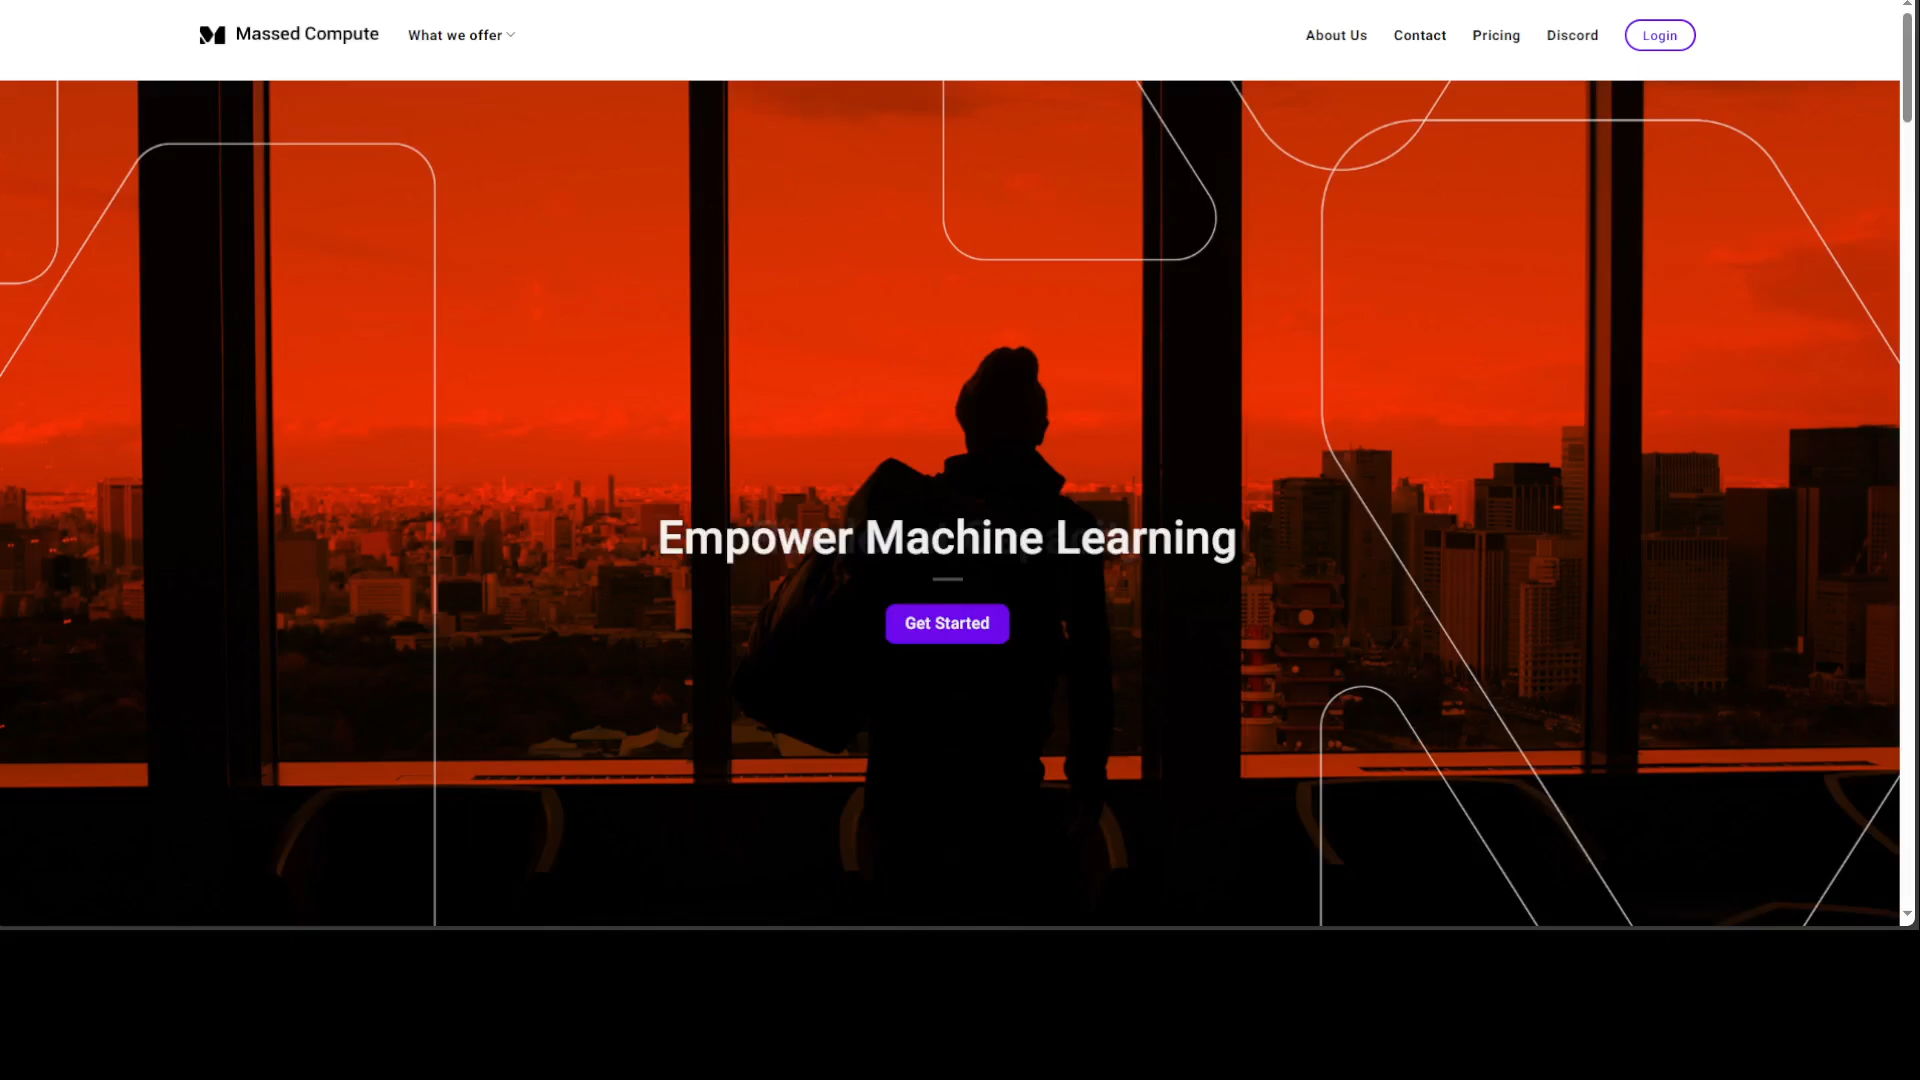 Massed Compute
What we offer
About Us
Contact
Pricing
Discord
Login
Empower Machine Learning
Get Started